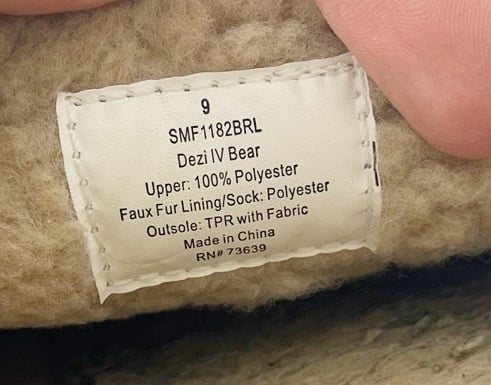 9
SMF1182BRL
Dezi IV Bear
Upper: 100% Polyester
Faux Fur Lining/Sock: Polyester
Outsole: TPR with Fabric
Made in China
RN# 73639